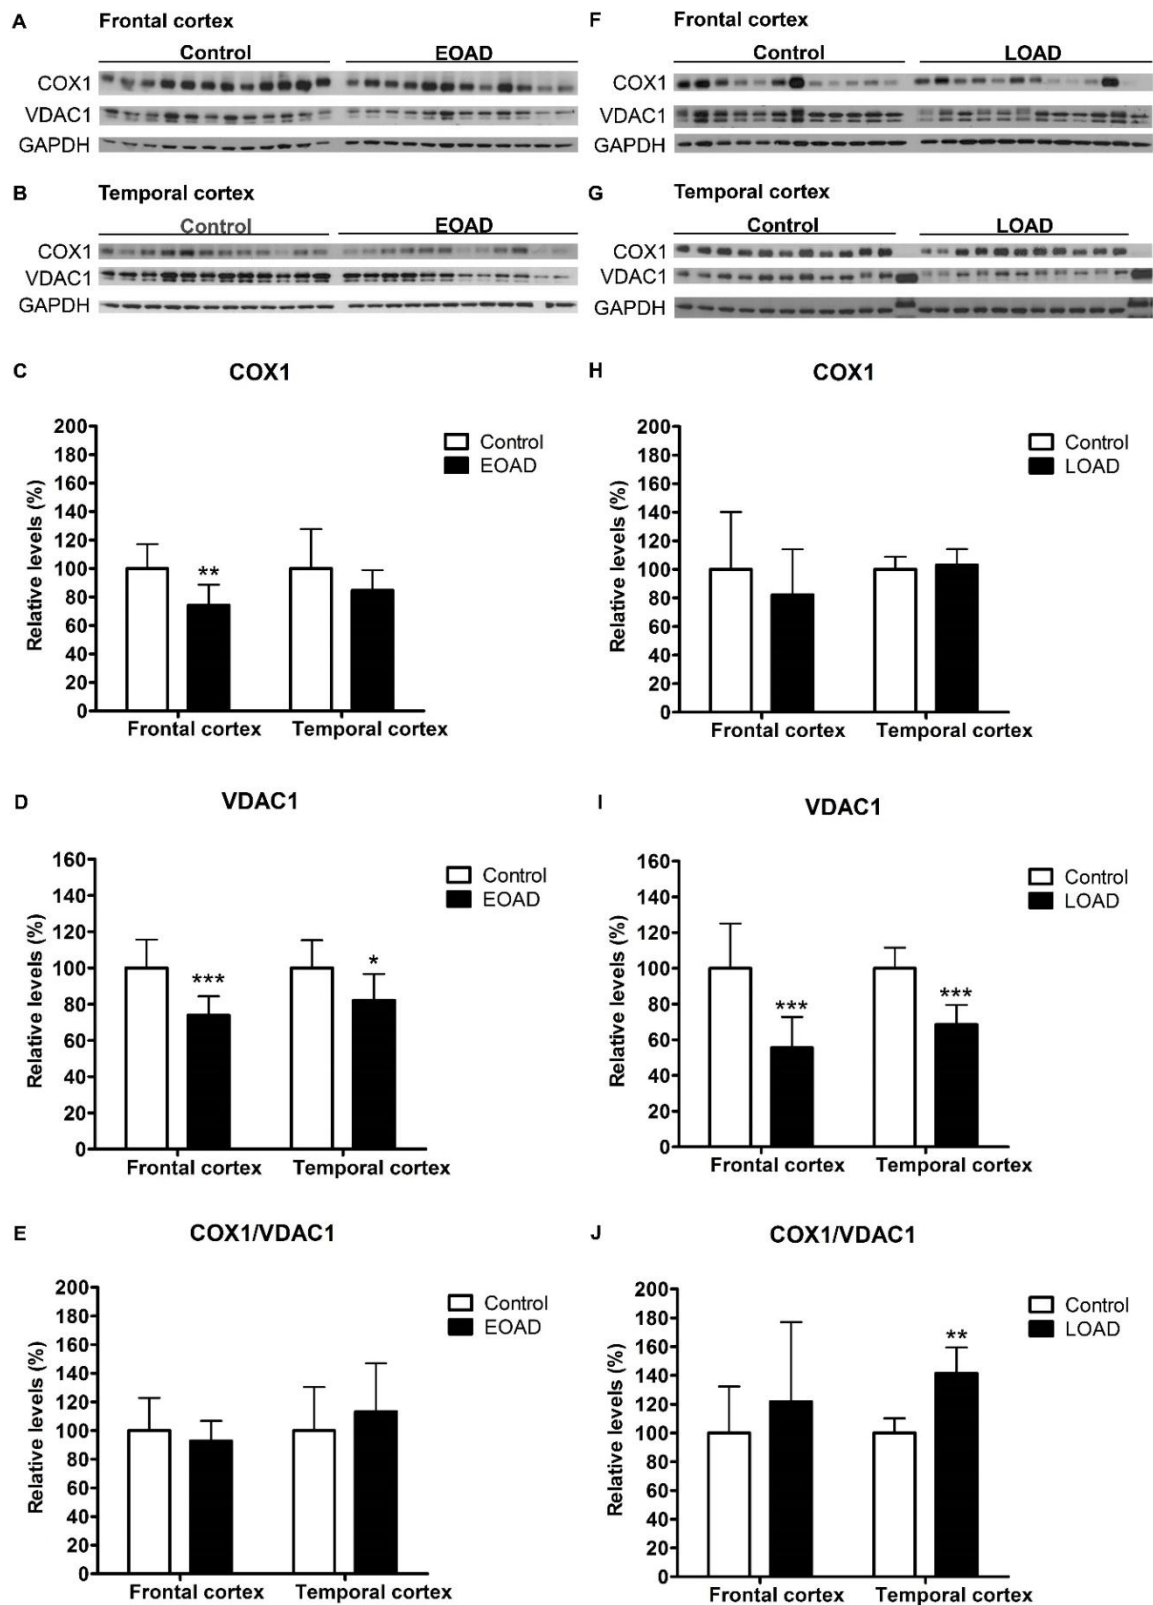 A Frontal cortex
Control EOAD
COX1
VDAC1
GAPDH
B Temporal cortex
Control EOAD
COX1
VDAC1
GAPDH
C COX1
200
180
160
140
120
100
80
60
40
20
0
Relative levels (%)
Control
EOAD
**
Frontal cortex Temporal cortex
D VDAC1
160
140
120
100
80
60
40
20
0
Relative levels (%)
Control
EOAD
*** *
Frontal cortex Temporal cortex
E COX1/VDAC1
200
180
160
140
120
100
80
60
40
20
0
Relative levels (%)
Control
EOAD
Frontal cortex Temporal cortex
F Frontal cortex
Control LOAD
COX1
VDAC1
GAPDH
G Temporal cortex
Control LOAD
COX1
VDAC1
GAPDH
H COX1
200
180
160
140
120
100
80
60
40
20
0
Relative levels (%)
Control
LOAD
Frontal cortex Temporal cortex
I VDAC1
160
140
120
100
80
60
40
20
0
Relative levels (%)
Control
LOAD
*** ***
Frontal cortex Temporal cortex
J COX1/VDAC1
200
180
160
140
120
100
80
60
40
20
0
Relative levels (%)
Control
LOAD
**
Frontal cortex Temporal cortex